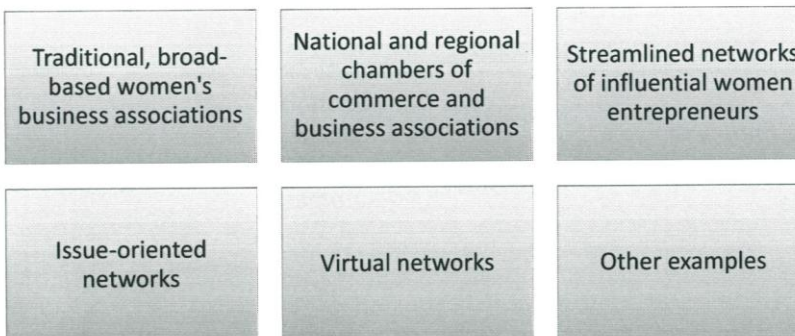 Traditional, broad-
based women's
business associations
National and regional
chambers of
commerce and
business associations
Streamlined networks
of influential women
entrepreneurs
Issue-oriented
networks
Virtual networks
Other examples